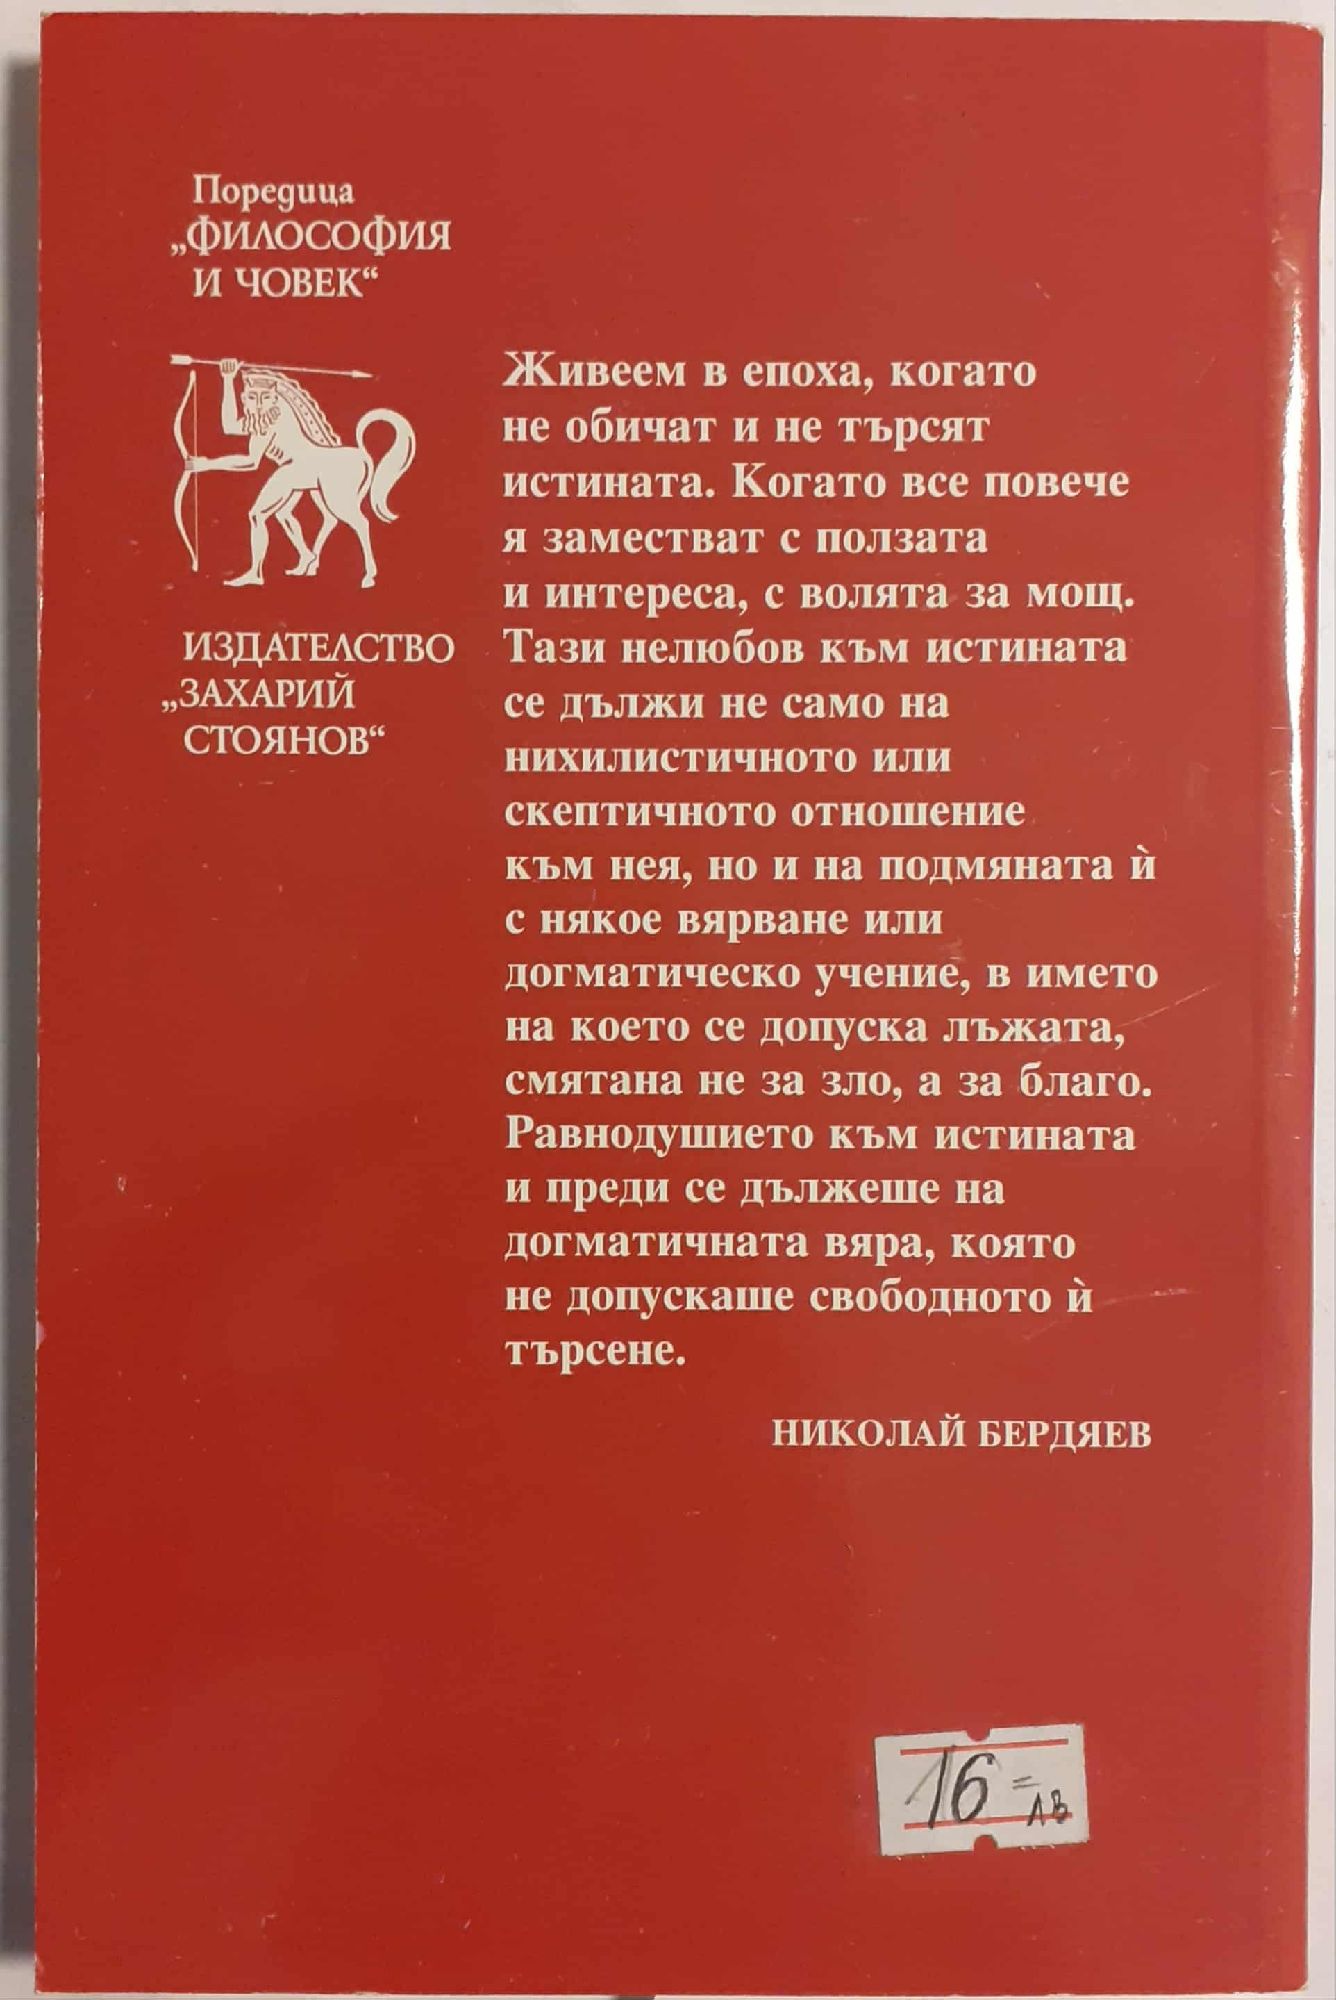 Поредица
„ФИЛОСОФИЯ
И ЧОВЕК“
ИЗДАТЕЛСТВО
„ЗАХАРИЙ
СТОЯНОВ“
Живеем в епоха, когато
не обичат и не търсят
истината. Когато все повече
я заместват с ползата
и интереса, с волята за мощ.
Тази нелюбов към истината
се дължи не само на
нихилистичното или
скептичното отношение
към нея, но и на подмяната ѝ
с някое вярване или
догматическо учение, в името
на което се допуска лъжата,
смятана не за зло, а за благо.
Равнодушието към истината
и преди се дължеше на
догматичната вяра, която
не допускаше свободното ѝ
търсене.
НИКОЛАЙ БЕРДЯЕВ
16 = лв